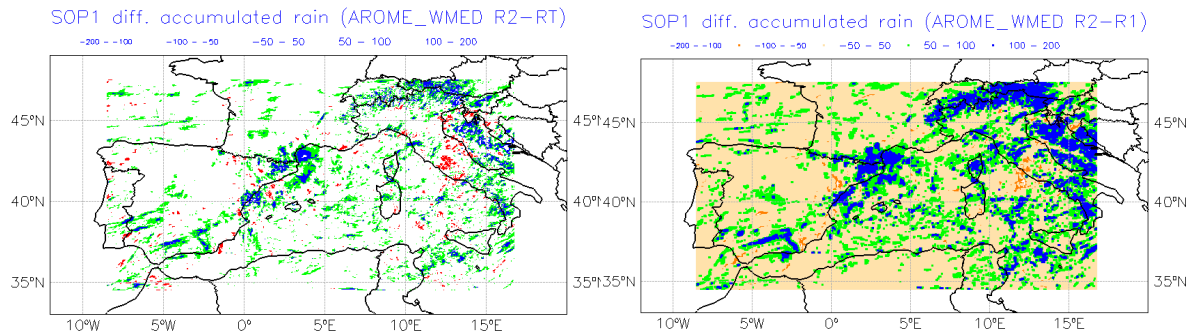 SOP1 diff. accumulated rain (AROME_WMED R2-RT)
-200 - -100 -100 - -50 -50 - 50 50 - 100 100 - 200
45°N
40°N
35°N
10°W 5°W 0°E 5°E 10°E 15°E
45°N
40°N
35°N
SOP1 diff. accumulated rain (AROME_WMED R2-R1)
-200 - -100 -100 - -50 -50 - 50 50 - 100 100 - 200
45°N
40°N
35°N
10°W 5°W 0°E 5°E 10°E 15°E
45°N
40°N
35°N